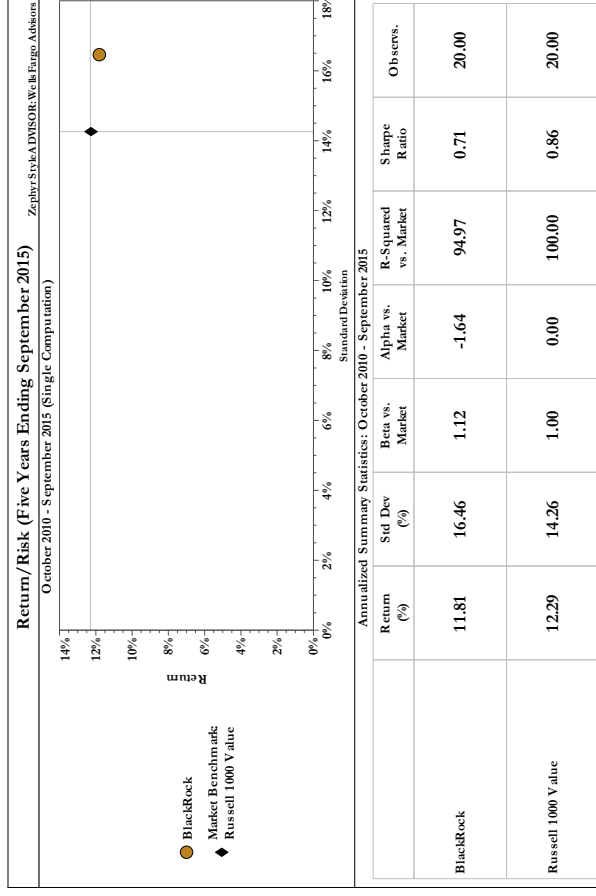 Return/Risk (Five Years Ending September 2015)
Zephyr StyleADVISOR: Wells Fargo Advisors
October 2010 - September 2015 (Single Computation)
BlackRock
Market Benchmark:
Russell 1000 Value
Return
14%
12%
10%
8%
6%
4%
2%
0%
0% 2% 4% 6% 8% 10% 12% 14% 16% 18%
Standard Deviation
Annualized Summary Statistics: October 2010 - September 2015
Return (%) Std Dev (%) Beta vs. Market Alpha vs. Market R-Squared vs. Market Sharpe Ratio Observs.
BlackRock 11.81 16.46 1.12 -1.64 94.97 0.71 20.00
Russell 1000 Value 12.29 14.26 1.00 0.00 100.00 0.86 20.00